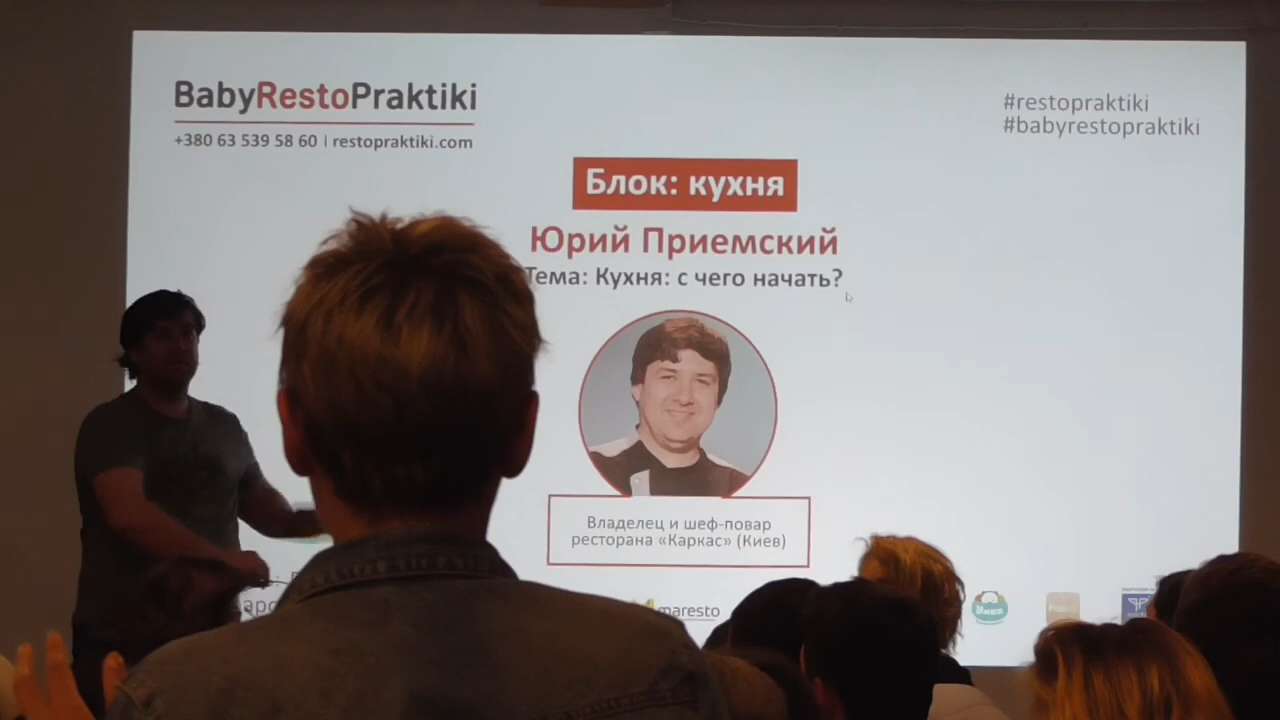 BabyRestoPraktiki
+380 63 539 58 60 | restopraktiki.com
#restopraktiki
#babyrestopraktiki
Блок: кухня
Юрий Приемский
Тема: Кухня: с чего начать?
Владелец и шеф-повар
ресторана «Каркас» (Киев)
maresto